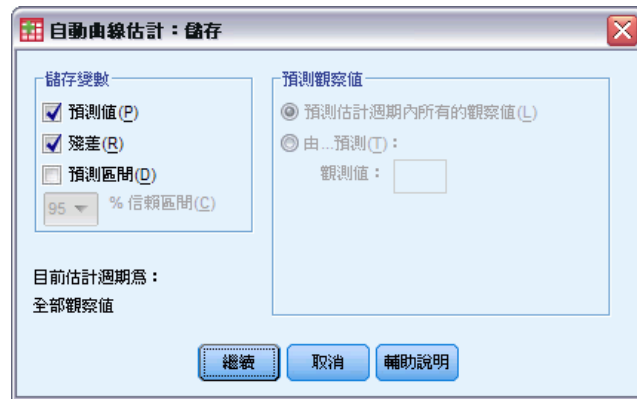 自動曲線估計：儲存
儲存變數
預測值(P)
殘差(R)
預測區間(D)
95 % 信賴區間(C)
目前估計週期為：
全部觀察值
預測觀察值
預測估計週期內所有的觀察值(L)
由...預測(T)：
觀測值：
繼續
取消
輔助說明